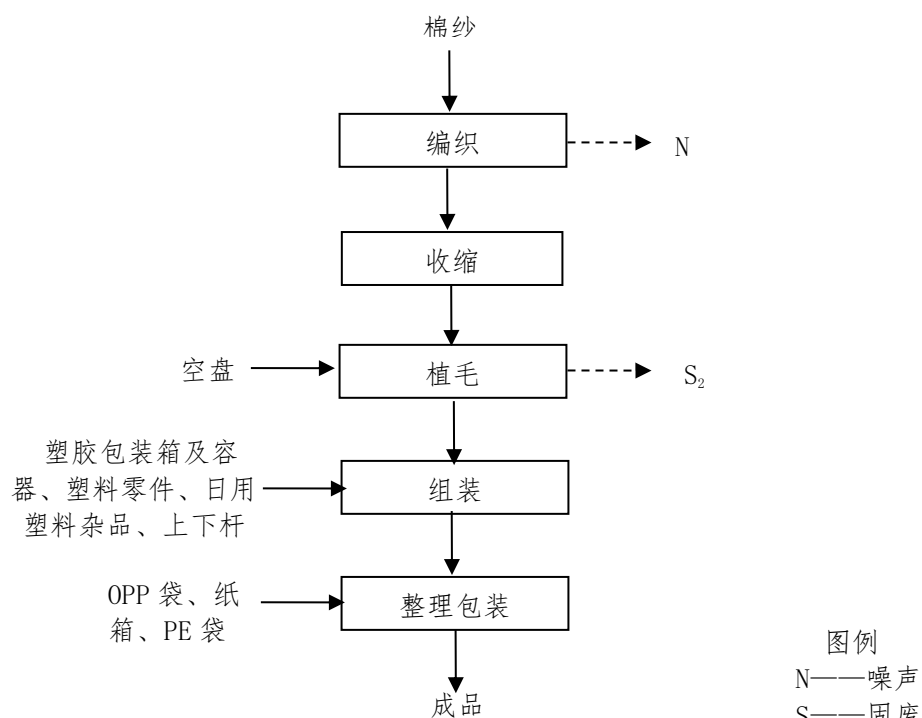 棉纱
编织
N
收缩
空盘
植毛
S₂
塑胶包装箱及容
器、塑料零件、日用
塑料杂品、上下杆
组装
OPP 袋、纸
箱、PE 袋
整理包装
成品
图例
N——噪声
S——固废